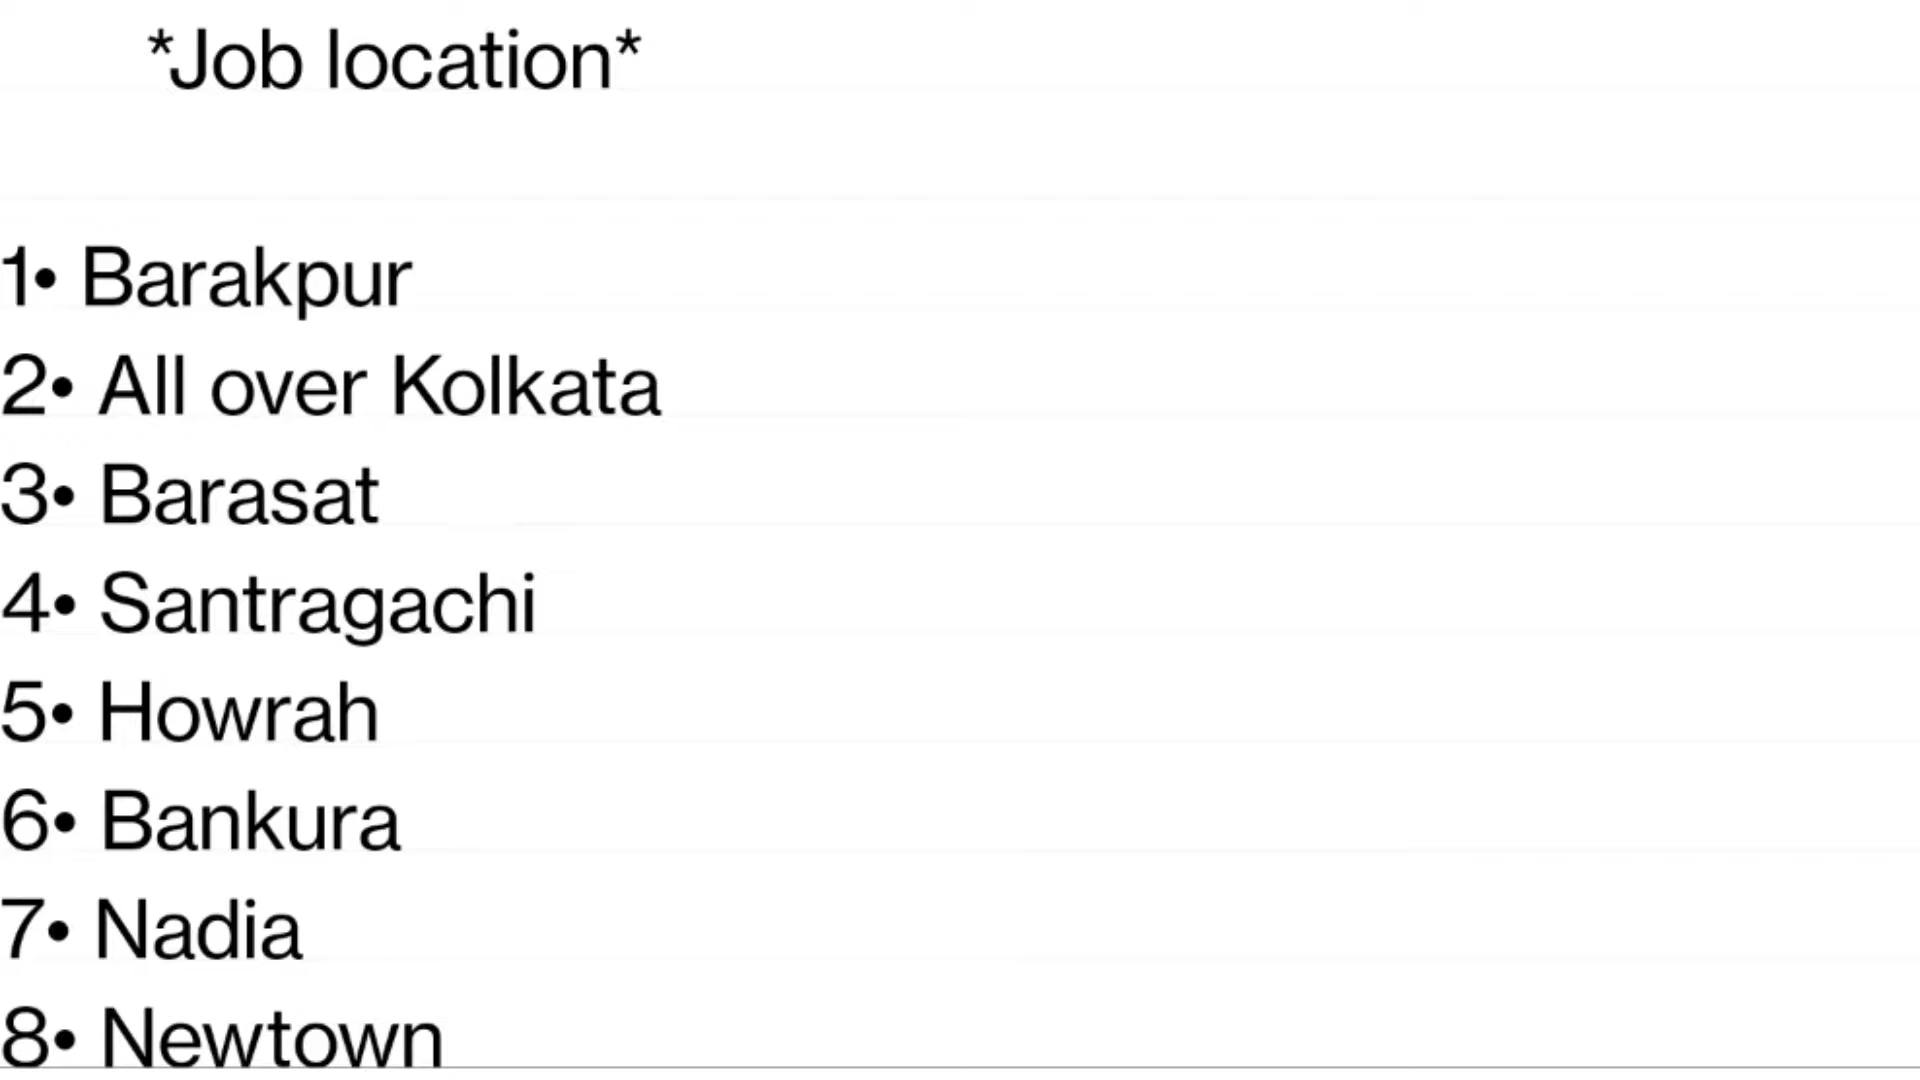 *Job location*
1• Barakpur
2• All over Kolkata
3• Barasat
4• Santragachi
5• Howrah
6• Bankura
7• Nadia
8• Newtown